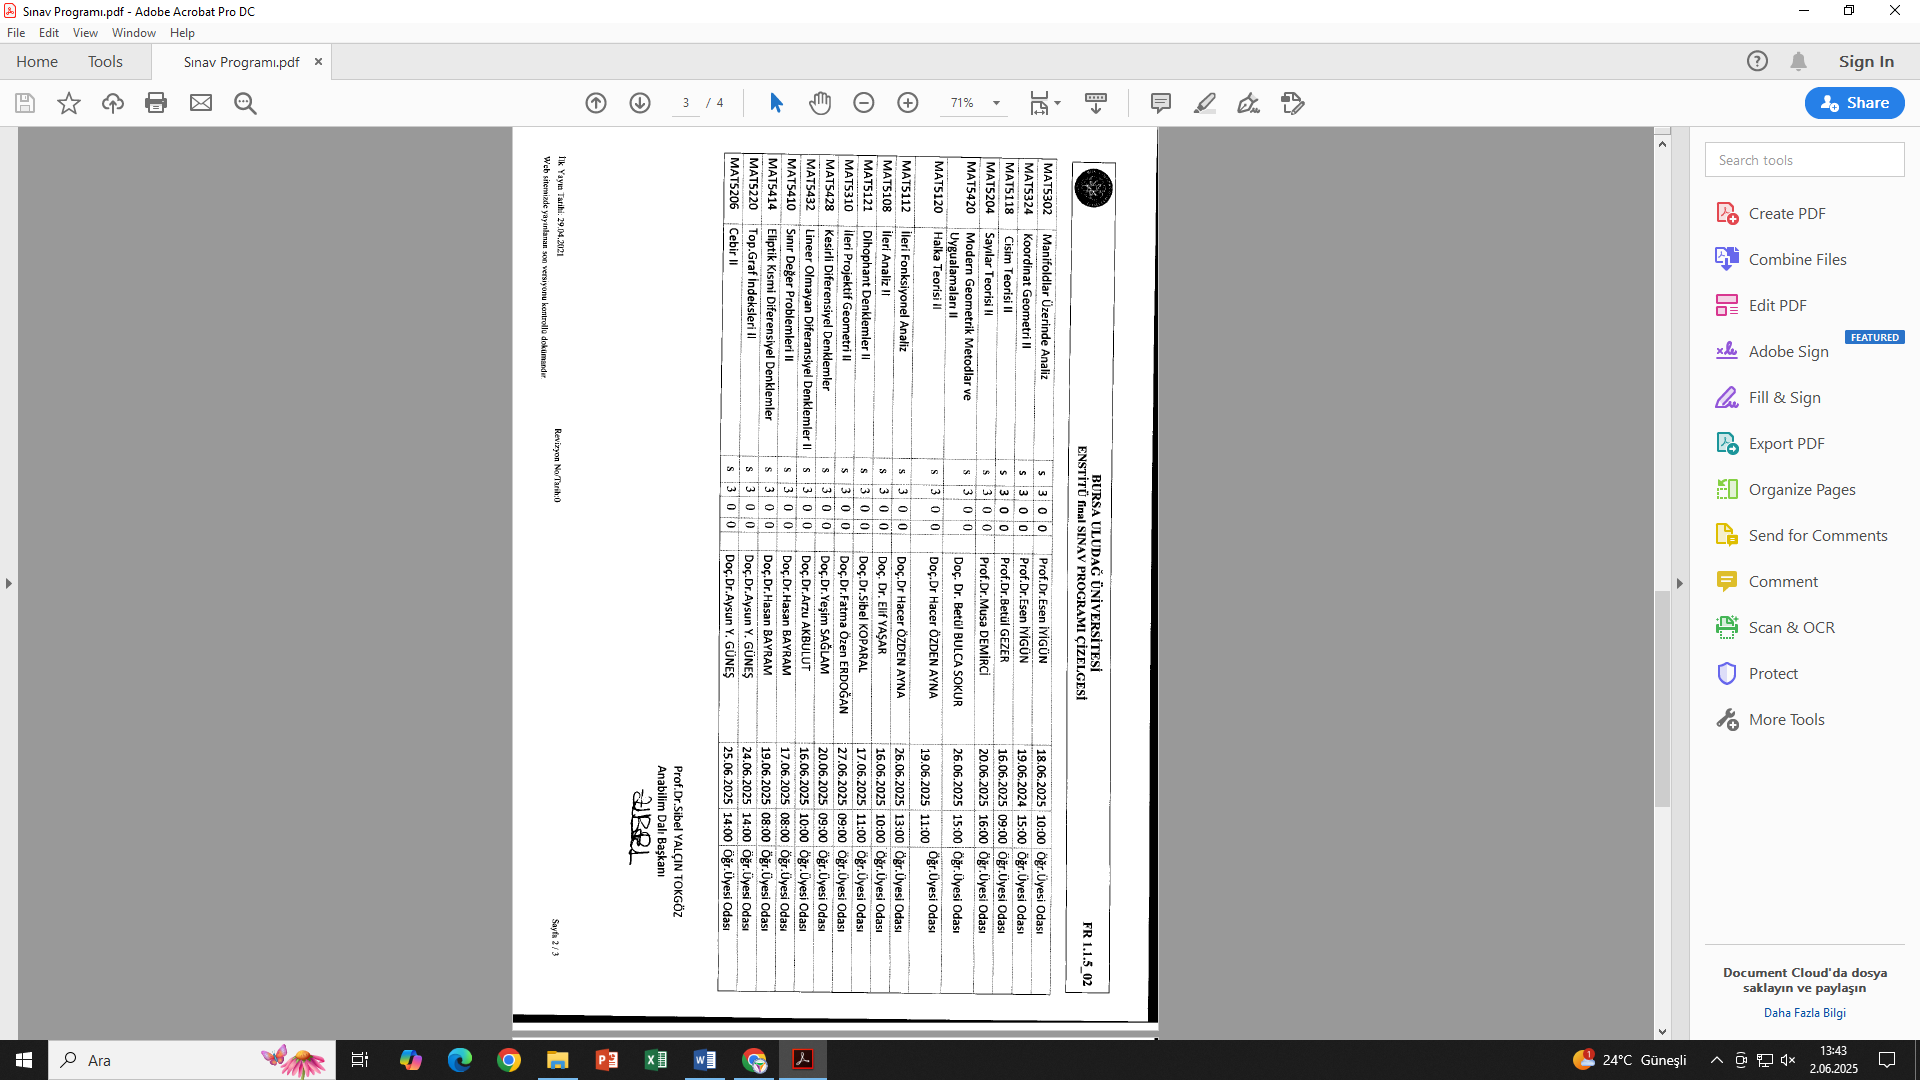 Sınav Programı.pdf - Adobe Acrobat Pro DC
File Edit View Window Help
Home Tools Sınav Programı.pdf × Sign In
3 / 4 71% Share
BURSA ULUDAĞ ÜNİVERSİTESİ
ENSTİTÜ final SINAV PROGRAMI ÇİZELGESİ
FR 1.1.5_02
MAT5302 Manifoldlar Üzerinde Analiz s 3 0 0 Prof.Dr.Esen İYİGÜN 18.06.2025 10:00 Öğr.Üyesi Odası
MAT5324 Koordinat Geometri II s 3 0 0 Prof.Dr.Esen İYİGÜN 19.06.2024 15:00 Öğr.Üyesi Odası
MAT5118 Cisim Teorisi II s 3 0 0 Prof.Dr.Betül GEZER 16.06.2025 09:00 Öğr.Üyesi Odası
MAT5204 Sayılar Teorisi II s 3 0 0 Prof.Dr.Musa DEMİRCİ 20.06.2025 16:00 Öğr.Üyesi Odası
MAT5420 Modern Geometrik Metodlar ve
Uygualamaları II s 3 0 0 Doç. Dr. Betül BULCA SOKUR 26.06.2025 15:00 Öğr.Üyesi Odası
MAT5120 Halka Teorisi II s 3 0 0 Doç.Dr Hacer ÖZDEN AYNA 19.06.2025 11:00 Öğr.Üyesi Odası
MAT5112 İleri Fonksiyonel Analiz s 3 0 0 Doç.Dr Hacer ÖZDEN AYNA 26.06.2025 13:00 Öğr.Üyesi Odası
MAT5108 İleri Analiz II s 3 0 0 Doç. Dr. Elif YAŞAR 16.06.2025 10:00 Öğr.Üyesi Odası
MAT5121 Dihophant Denklemler II s 3 0 0 Doç.Dr.Sibel KOPARAL 17.06.2025 11:00 Öğr.Üyesi Odası
MAT5310 İleri Projektif Geometri II s 3 0 0 Doç.Dr.Fatma Özen ERDOĞAN 27.06.2025 09:00 Öğr.Üyesi Odası
MAT5428 Kesirli Diferensiyel Denklemler s 3 0 0 Doç.Dr.Yeşim SAĞLAM 20.06.2025 09:00 Öğr.Üyesi Odası
MAT5432 Lineer Olmayan Diferansiyel Denklemler II s 3 0 0 Doç.Dr.Arzu AKBULUT 16.06.2025 10:00 Öğr.Üyesi Odası
MAT5410 Sınır Değer Problemleri II s 3 0 0 Doç.Dr.Hasan BAYRAM 17.06.2025 08:00 Öğr.Üyesi Odası
MAT5414 Eliptik Kısmi Diferensiyel Denklemler s 3 0 0 Doç.Dr.Hasan BAYRAM 19.06.2025 08:00 Öğr.Üyesi Odası
MAT5220 Top.Graf İndeksleri II s 3 0 0 Doç.Dr.Aysun Y. GÜNEŞ 24.06.2025 14:00 Öğr.Üyesi Odası
MAT5206 Cebir II s 3 0 0 Doç.Dr.Aysun Y. GÜNEŞ 25.06.2025 14:00 Öğr.Üyesi Odası
Prof.Dr.Sibel YALÇIN TOKGÖZ
Anabilim Dalı Başkanı
İlk Yayın Tarihi: 29.04.2021 Revizyon No/Tarih:0 Sayfa 2 / 3
Web sitemizde yayınlanan son versiyonu kontrollu dokümandır.
Search tools
Create PDF
Combine Files
Edit PDF
FEATURED
Adobe Sign
Fill & Sign
Export PDF
Organize Pages
Send for Comments
Comment
Scan & OCR
Protect
More Tools
Document Cloud'da dosya
saklayın ve paylaşın
Daha Fazla Bilgi
Ara 24°C Güneşli 13:43
2.06.2025